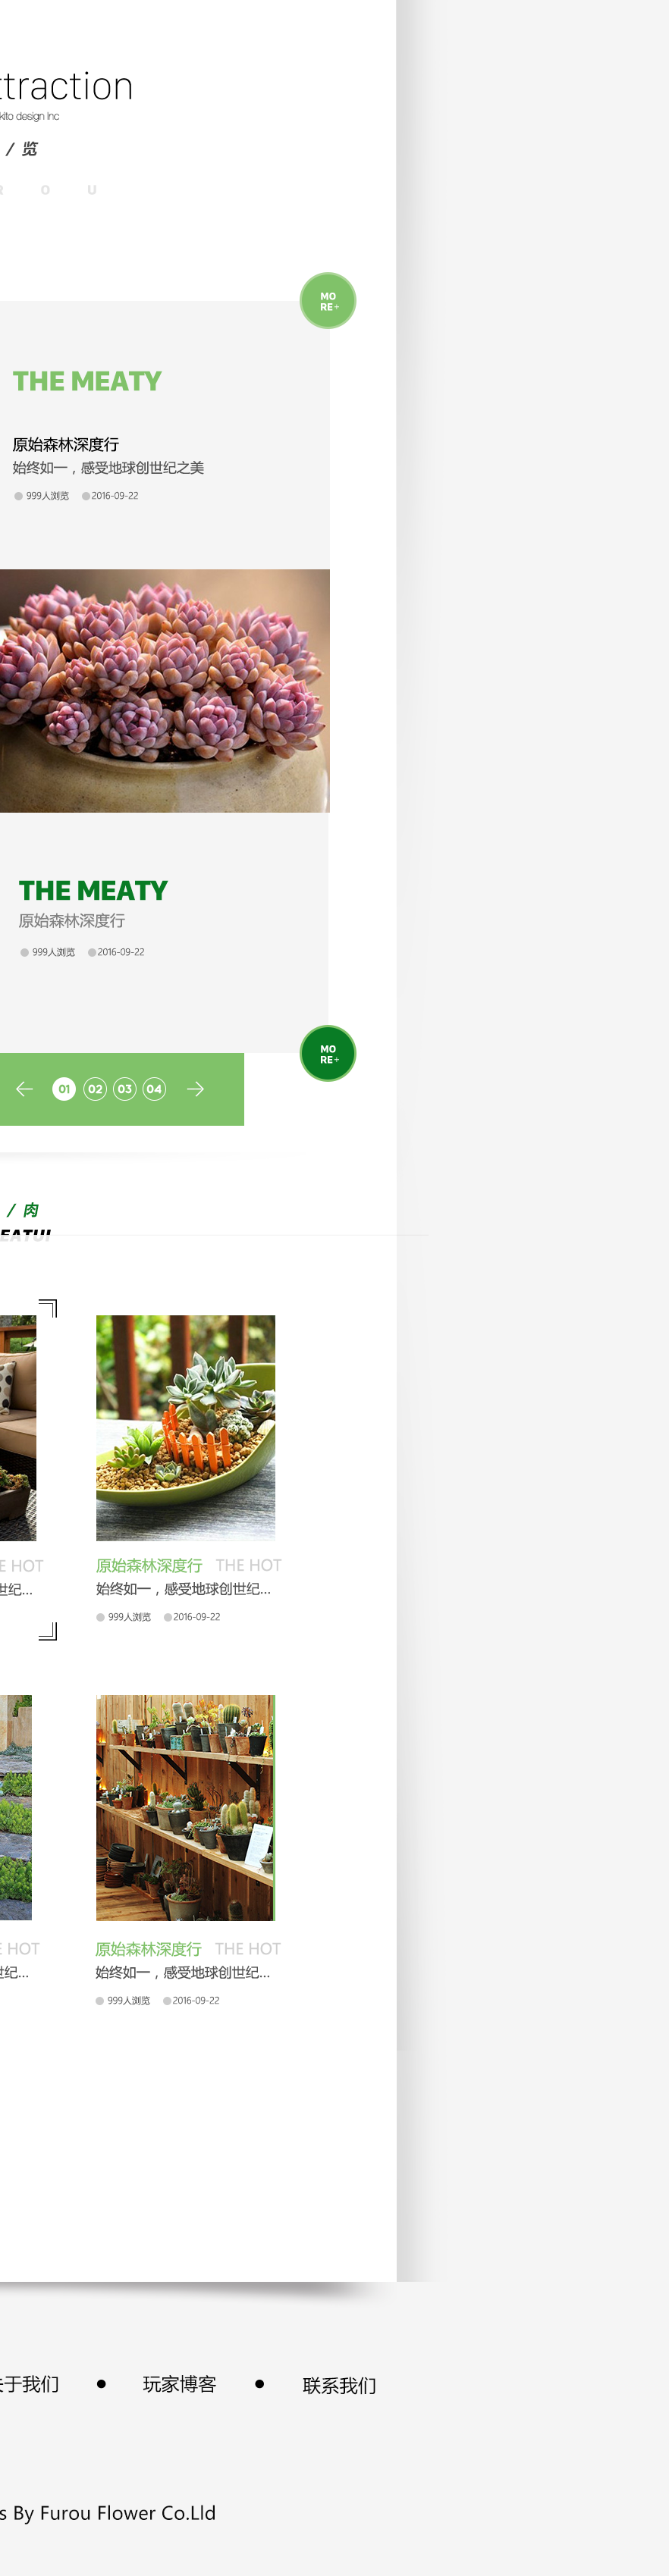 traction
kito design Inc
/ 览
R O U
MO
RE+
THE MEATY
原始森林深度行
始终如一，感受地球创世纪之美
999人浏览 2016-09-22
THE MEATY
原始森林深度行
999人浏览 2016-09-22
MO
RE+
01 02 03 04
/ 肉
EATUI
E HOT
世纪...
原始森林深度行 THE HOT
始终如一，感受地球创世纪...
999人浏览 2016-09-22
E HOT
世纪...
原始森林深度行 THE HOT
始终如一，感受地球创世纪...
999人浏览 2016-09-22
关于我们 • 玩家博客 • 联系我们
s By Furou Flower Co.Lld